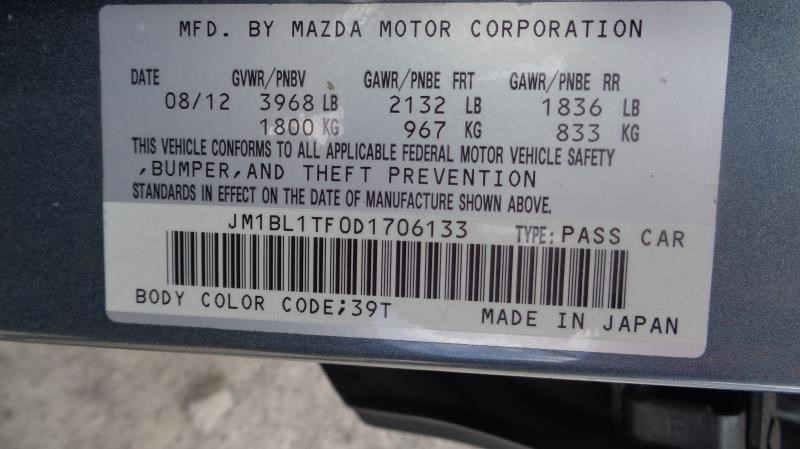 MFD. BY MAZDA MOTOR CORPORATION
DATE GVWR/PNBV GAWR/PNBE FRT GAWR/PNBE RR
08/12 3968 LB 2132 LB 1836 LB
1800 KG 967 KG 833 KG
THIS VEHICLE CONFORMS TO ALL APPLICABLE FEDERAL MOTOR VEHICLE SAFETY
,BUMPER,AND THEFT PREVENTION
STANDARDS IN EFFECT ON THE DATE OF MANUFACTURE SHOWN ABOVE.
JM1BL1TF0D1706133 TYPE: PASS CAR
BODY COLOR CODE;39T MADE IN JAPAN